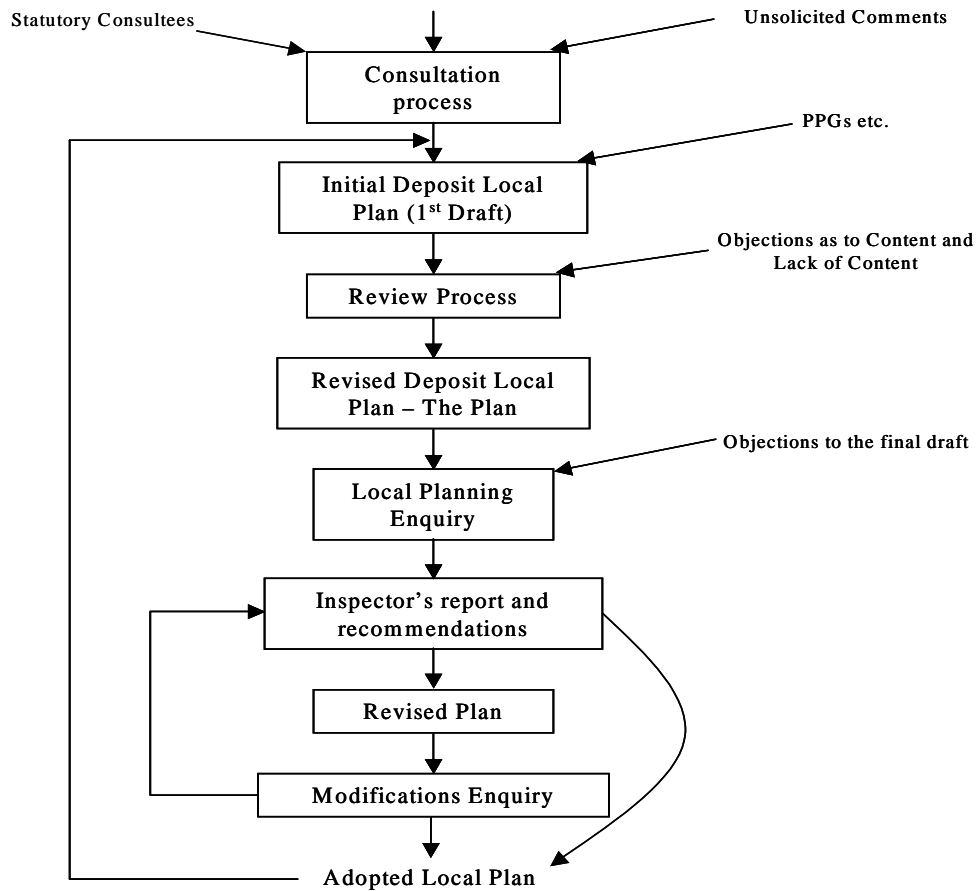 Statutory Consultees
Unsolicited Comments
Consultation
process
PPGs etc.
Initial Deposit Local
Plan (1st Draft)
Objections as to Content and
Lack of Content
Review Process
Revised Deposit Local
Plan – The Plan
Objections to the final draft
Local Planning
Enquiry
Inspector's report and
recommendations
Revised Plan
Modifications Enquiry
Adopted Local Plan